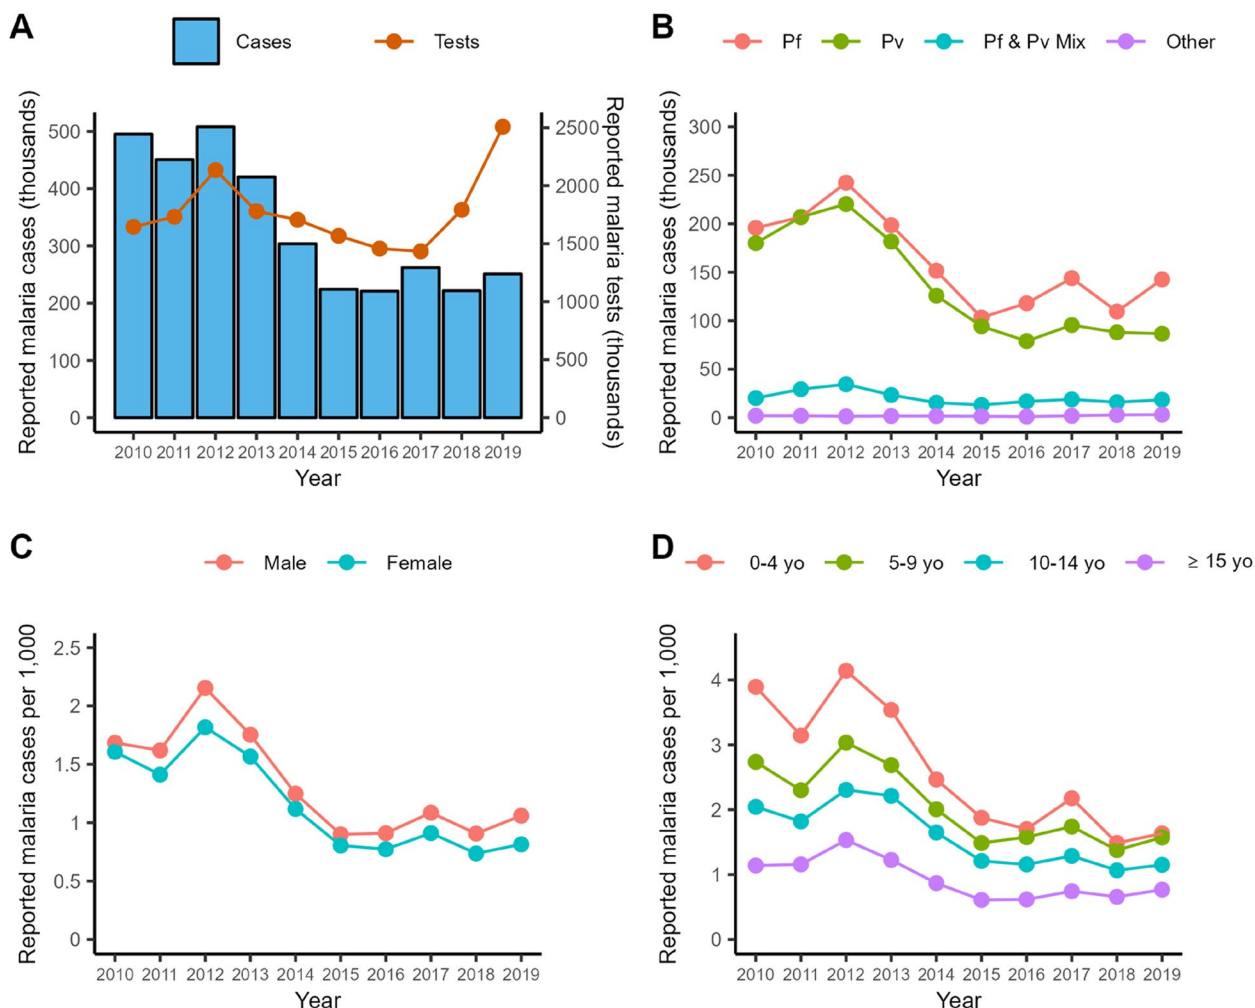 A
Cases Tests
Reported malaria cases (thousands)
500
400
300
200
100
0
2500
2000
1500
1000
500
0
Reported malaria tests (thousands)
2010 2011 2012 2013 2014 2015 2016 2017 2018 2019
Year
B
Pf Pv Pf & Pv Mix Other
Reported malaria cases (thousands)
300
250
200
150
100
50
0
2010 2011 2012 2013 2014 2015 2016 2017 2018 2019
Year
C
Male Female
Reported malaria cases per 1,000
2.5
2
1.5
1
0.5
0
2010 2011 2012 2013 2014 2015 2016 2017 2018 2019
Year
D
0-4 yo 5-9 yo 10-14 yo ≥ 15 yo
Reported malaria cases per 1,000
4
3
2
1
0
2010 2011 2012 2013 2014 2015 2016 2017 2018 2019
Year